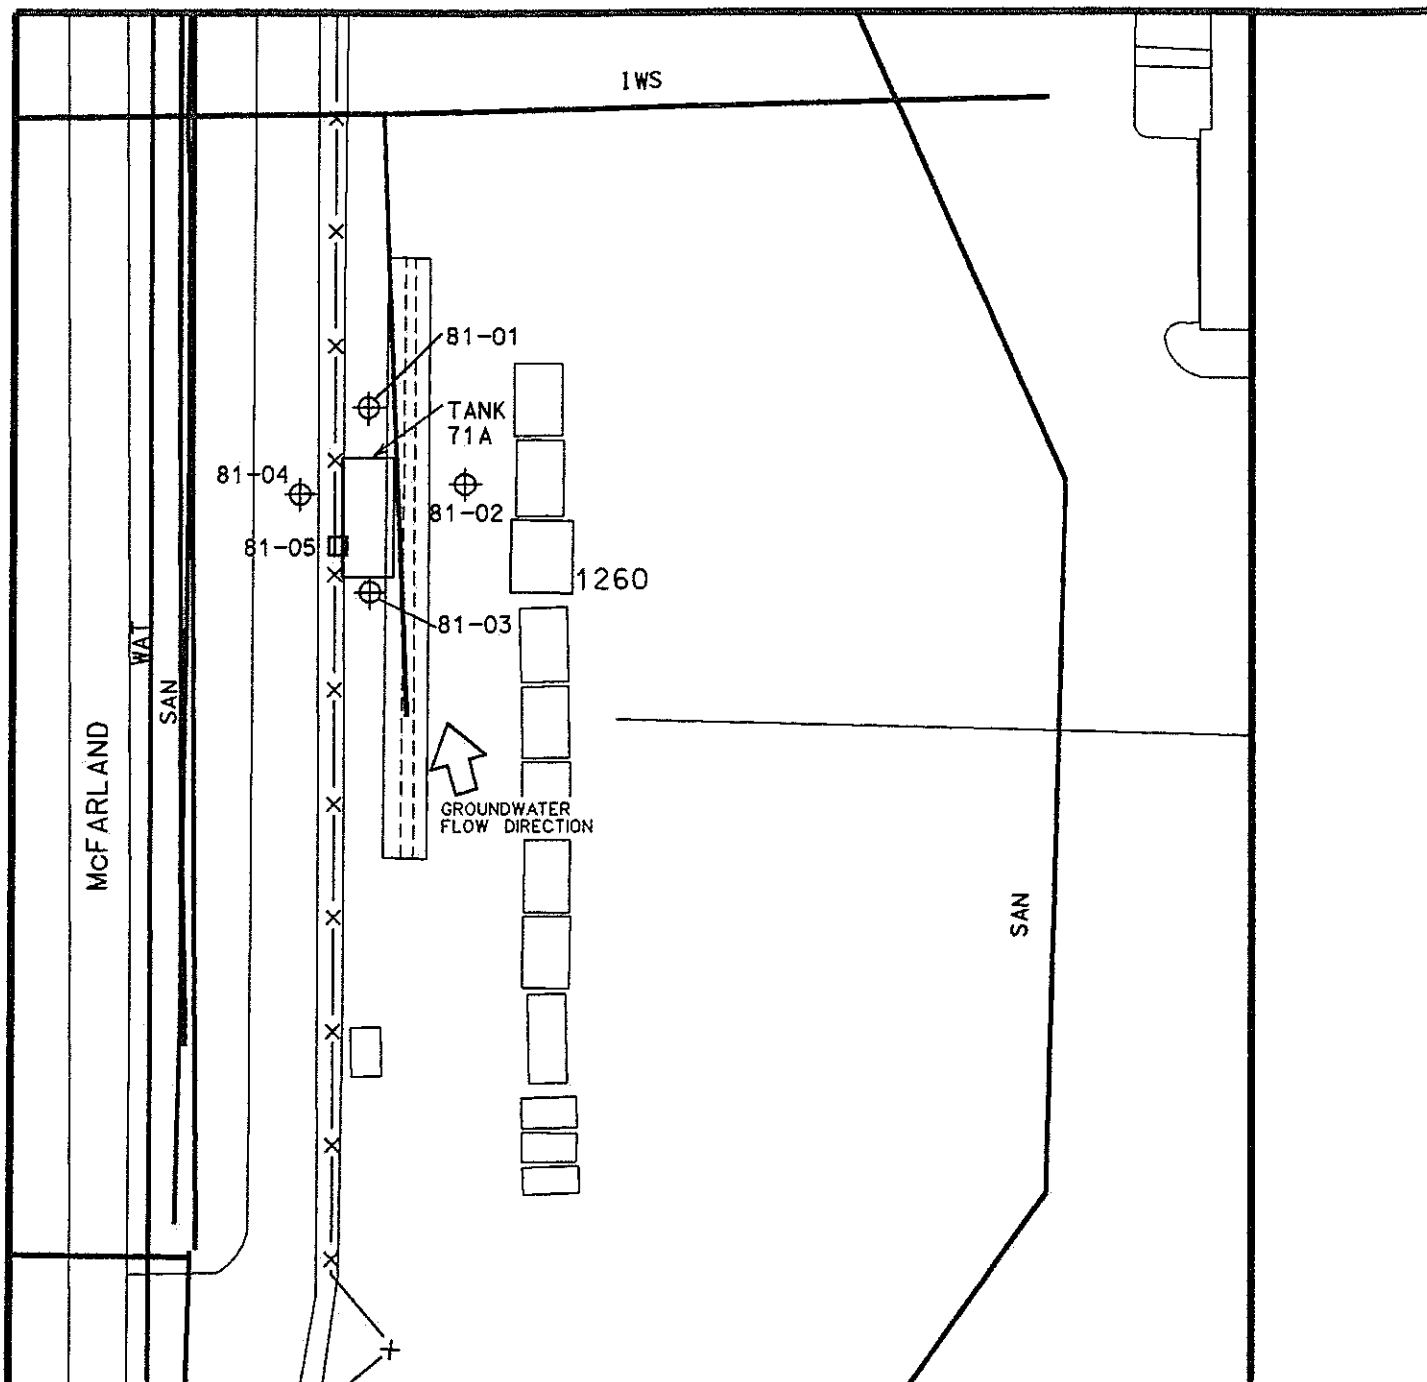 IWS
81-01
TANK
71A
81-04
81-02
81-05
1260
81-03
WAT
SAN
McFARLAND
GROUNDWATER
FLOW DIRECTION
SAN